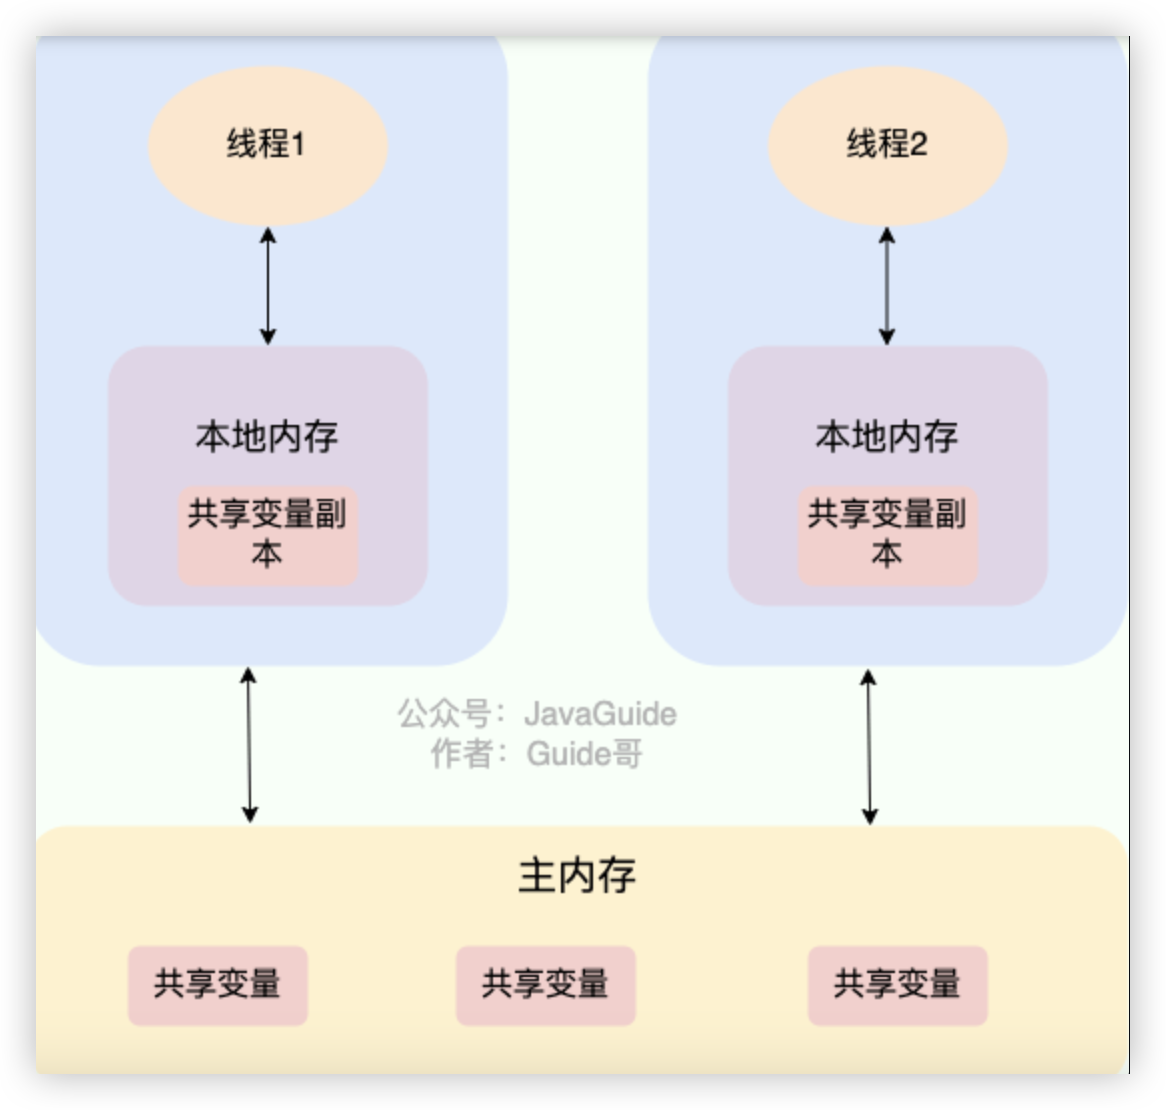 线程1
线程2
本地内存
共享变量副
本
本地内存
共享变量副
本
公众号：JavaGuide
作者：Guide哥
主内存
共享变量
共享变量
共享变量